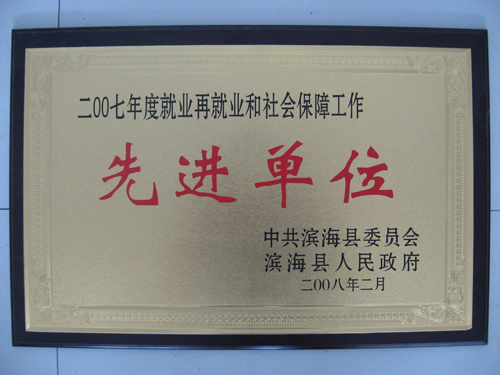 二00七年度就业再就业和社会保障工作
先进单位
中共滨海县委员会
滨海县人民政府
二00八年二月